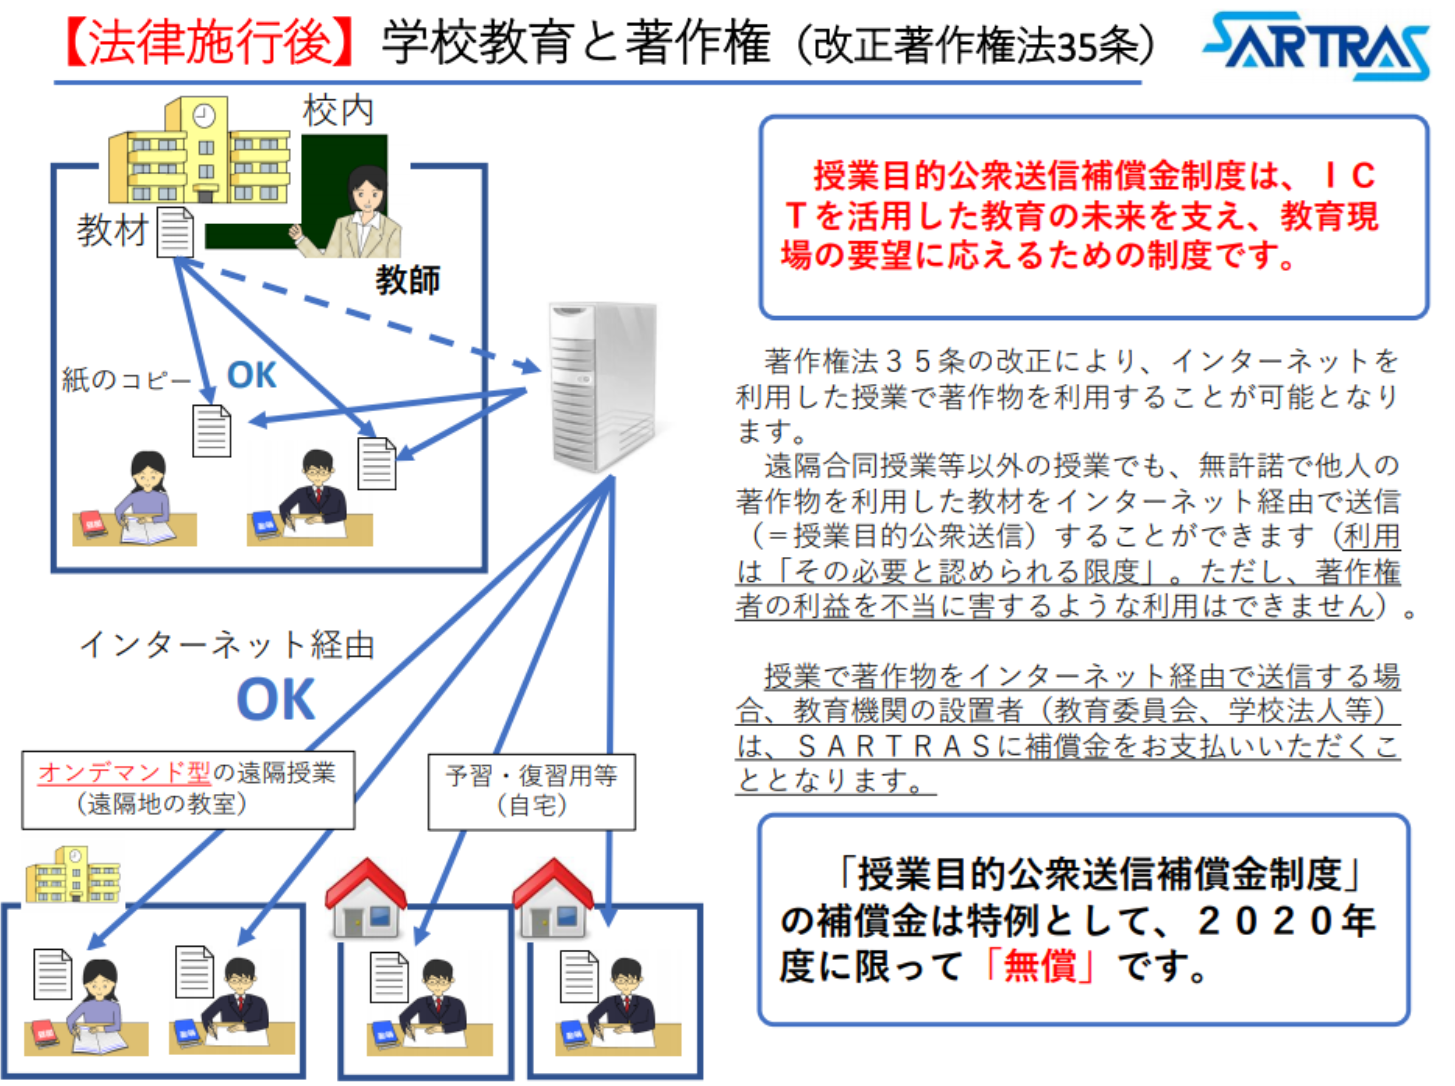 【法律施行後】学校教育と著作権（改正著作権法35条）
SARTRAS
校内
教材
教師
紙のコピー
OK
インターネット経由
OK
オンデマンド型の遠隔授業
（遠隔地の教室）
予習・復習用等
（自宅）
授業目的公衆送信補償金制度は、ＩＣ
Ｔを活用した教育の未来を支え、教育現
場の要望に応えるための制度です。
著作権法３５条の改正により、インターネットを
利用した授業で著作物を利用することが可能となり
ます。
遠隔合同授業等以外の授業でも、無許諾で他人の
著作物を利用した教材をインターネット経由で送信
（＝授業目的公衆送信）することができます（利用
は「その必要と認められる限度」。ただし、著作権
者の利益を不当に害するような利用はできません）。
授業で著作物をインターネット経由で送信する場
合、教育機関の設置者（教育委員会、学校法人等）
は、ＳＡＲＴＲＡＳに補償金をお支払いいただくこ
ととなります。
「授業目的公衆送信補償金制度」
の補償金は特例として、２０２０年
度に限って「無償」です。